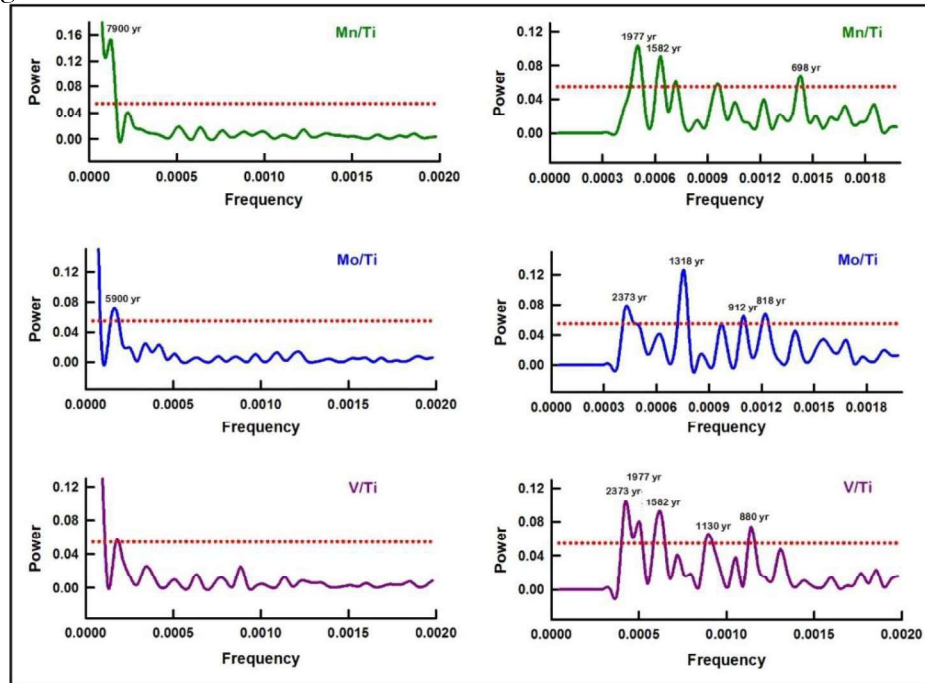 Mn/Ti
7900 yr
0.16
0.12
0.08
0.04
0.00
Power
0.0000 0.0005 0.0010 0.0015 0.0020
Frequency
Mn/Ti
1977 yr
1582 yr
698 yr
0.12
0.08
0.04
0.00
Power
0.0000 0.0003 0.0006 0.0009 0.0012 0.0015 0.0018
Frequency
Mo/Ti
5900 yr
0.12
0.08
0.04
0.00
Power
0.0000 0.0005 0.0010 0.0015 0.0020
Frequency
Mo/Ti
1318 yr
2373 yr
912 yr
818 yr
0.12
0.08
0.04
0.00
Power
0.0000 0.0003 0.0006 0.0009 0.0012 0.0015 0.0018
Frequency
V/Ti
0.12
0.08
0.04
0.00
Power
0.0000 0.0005 0.0010 0.0015 0.0020
Frequency
V/Ti
1977 yr
2373 yr
1582 yr
1130 yr
880 yr
0.12
0.08
0.04
0.00
Power
0.0000 0.0005 0.0010 0.0015 0.0020
Frequency